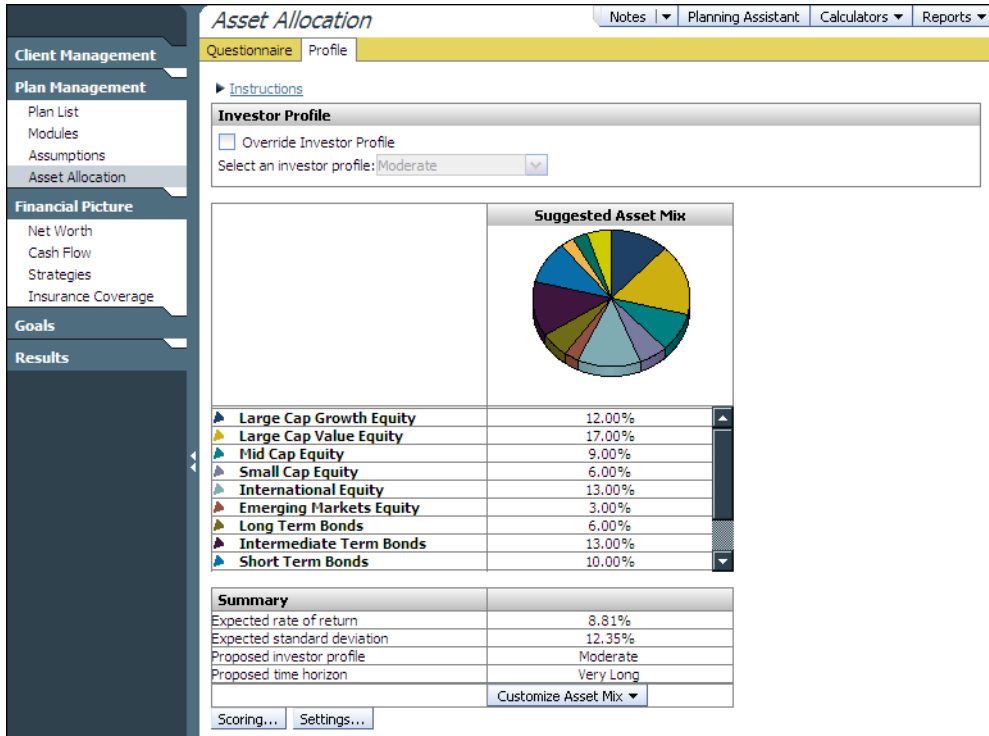 Asset Allocation
Notes
Planning Assistant
Calculators
Reports
Questionnaire
Profile
Client Management
Plan Management
Plan List
Modules
Assumptions
Asset Allocation
Financial Picture
Net Worth
Cash Flow
Strategies
Insurance Coverage
Goals
Results
Instructions
Investor Profile
Override Investor Profile
Select an investor profile: Moderate
Suggested Asset Mix
Large Cap Growth Equity 12.00%
Large Cap Value Equity 17.00%
Mid Cap Equity 9.00%
Small Cap Equity 6.00%
International Equity 13.00%
Emerging Markets Equity 3.00%
Long Term Bonds 6.00%
Intermediate Term Bonds 13.00%
Short Term Bonds 10.00%
Summary
Expected rate of return 8.81%
Expected standard deviation 12.35%
Proposed investor profile Moderate
Proposed time horizon Very Long
Customize Asset Mix
Scoring... Settings...